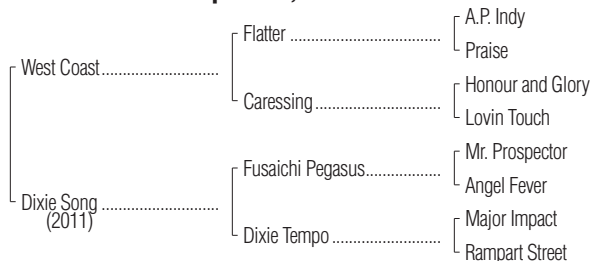 A.P. Indy
Flatter
Praise
West Coast
Honour and Glory
Caressing
Lovin Touch
Mr. Prospector
Fusaichi Pegasus
Angel Fever
Dixie Song
(2011)
Major Impact
Dixie Tempo
Rampart Street